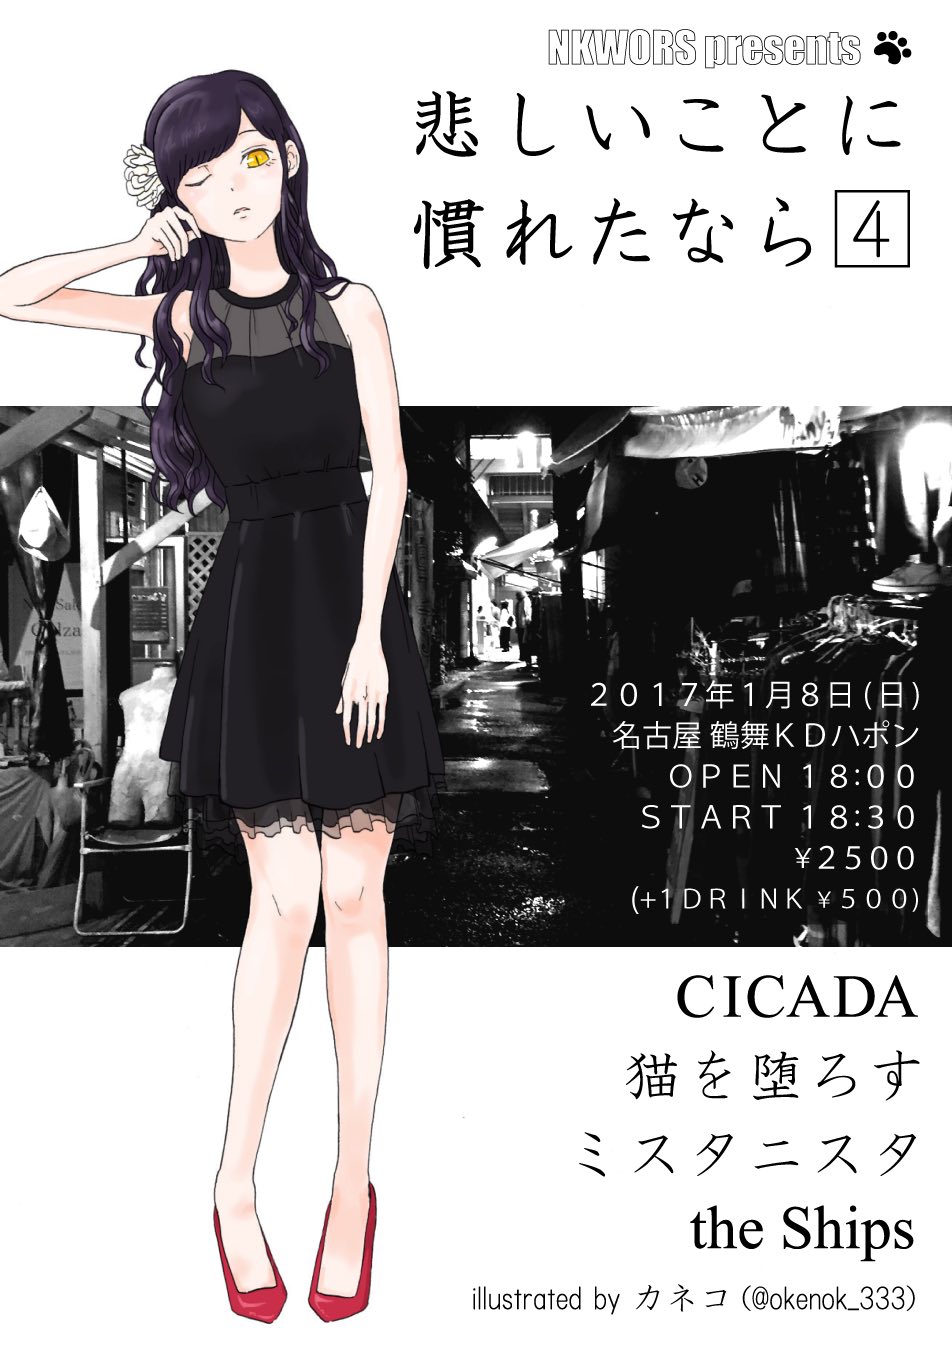 NKWORS presents
悲しいことに
慣れたなら4
2017年1月8日(日)
名古屋 鶴舞KDハポン
OPEN 18:00
START 18:30
¥2500
(+1DRINK ¥500)
CICADA
猫を堕ろす
ミスタニスタ
the Ships
illustrated by カネコ (@okenok_333)